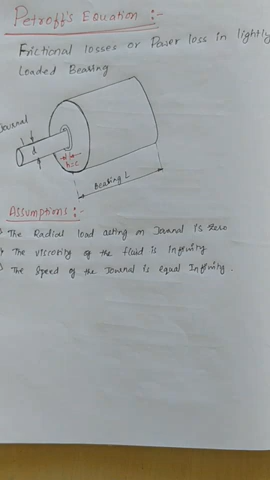 Petroff's Equation :-
Frictional losses or Power loss in lightly
Loaded Bearing
Journal
d
h=c
Bearing L
Assumptions :-
The Radial load acting on Journal is zero
The viscosity of the fluid is Infinity
The Speed of the Journal is equal Infinity.